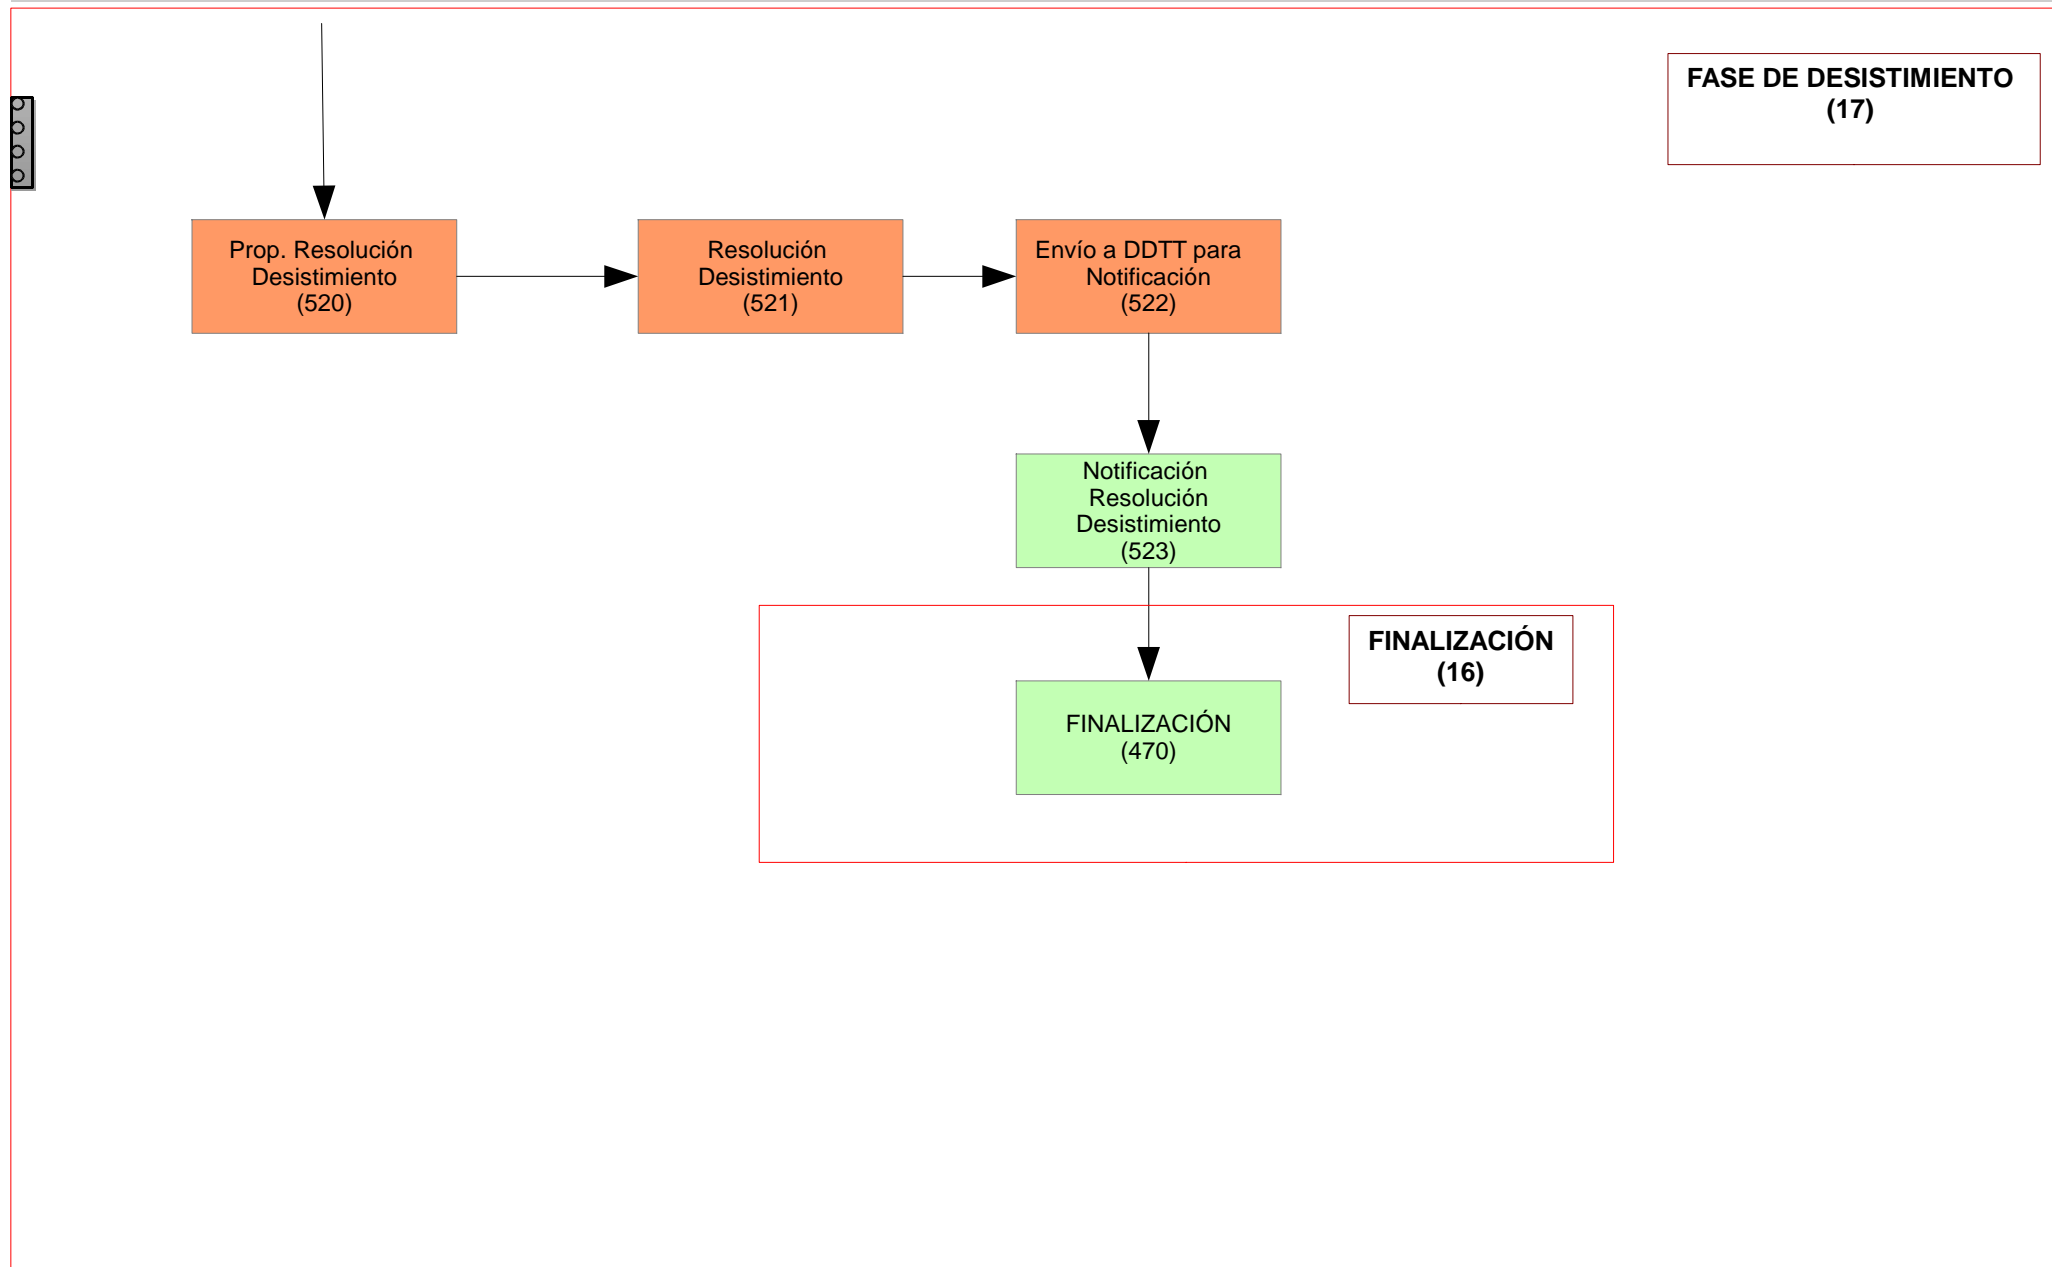 FASE DE DESISTIMIENTO
(17)
Prop. Resolución
Desistimiento
(520)
Resolución
Desistimiento
(521)
Envío a DDTT para
Notificación
(522)
Notificación
Resolución
Desistimiento
(523)
FINALIZACIÓN
(16)
FINALIZACIÓN
(470)